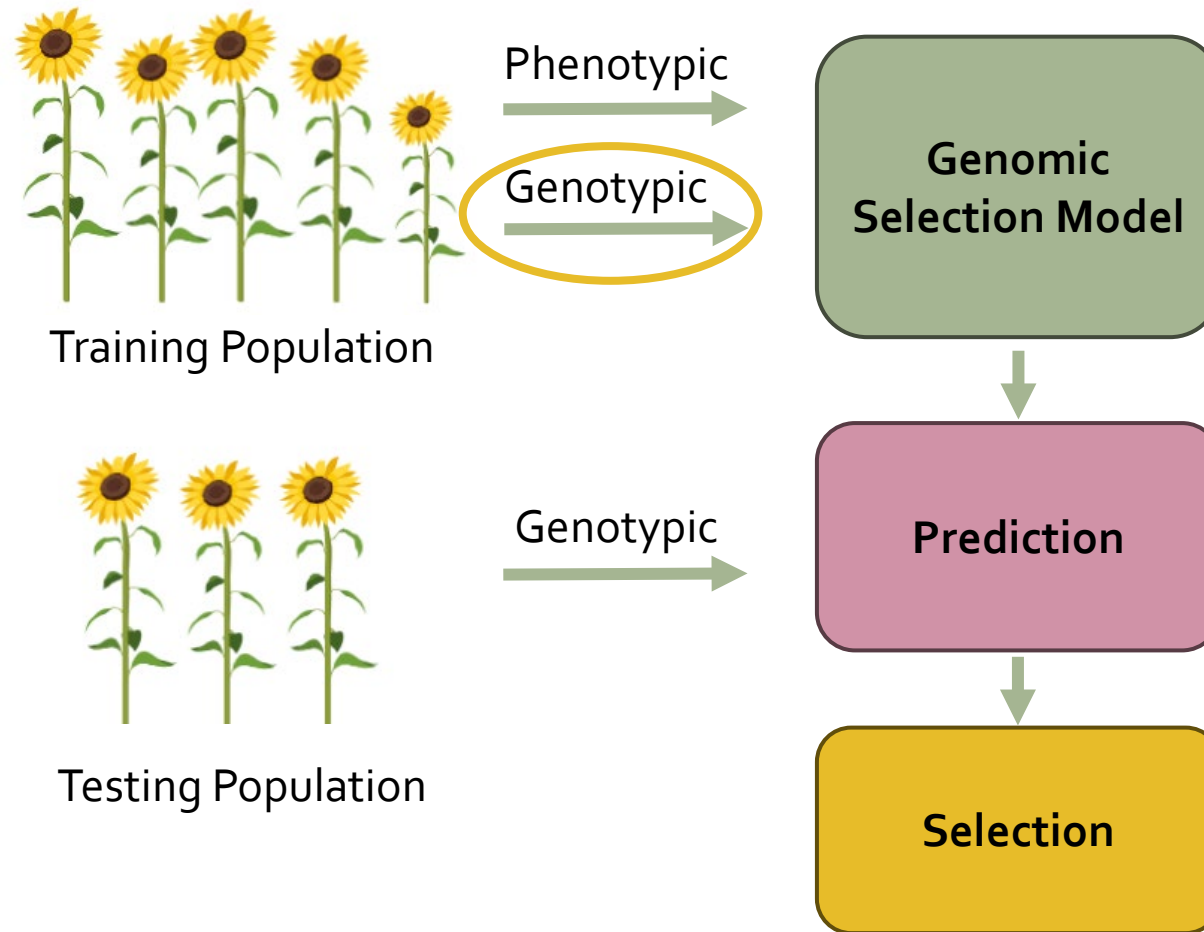 Phenotypic
Genotypic
Genomic
Selection Model
Training Population
Genotypic
Prediction
Testing Population
Selection